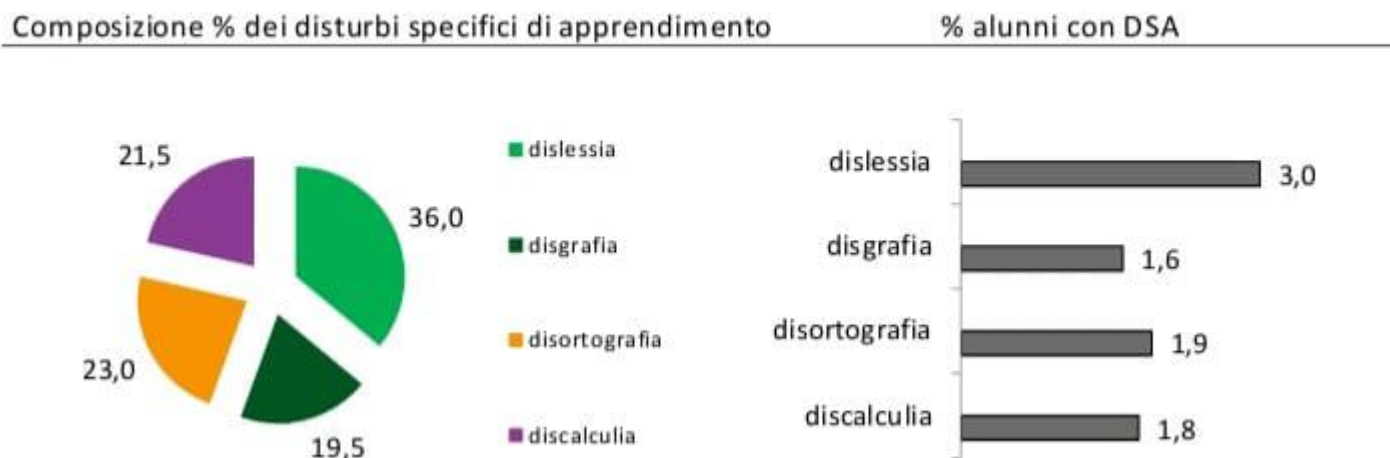 Composizione % dei disturbi specifici di apprendimento
% alunni con DSA
21,5
36,0
23,0
19,5
dislessia
disgrafia
disortografia
discalculia
dislessia
3,0
disgrafia
1,6
disortografia
1,9
discalculia
1,8